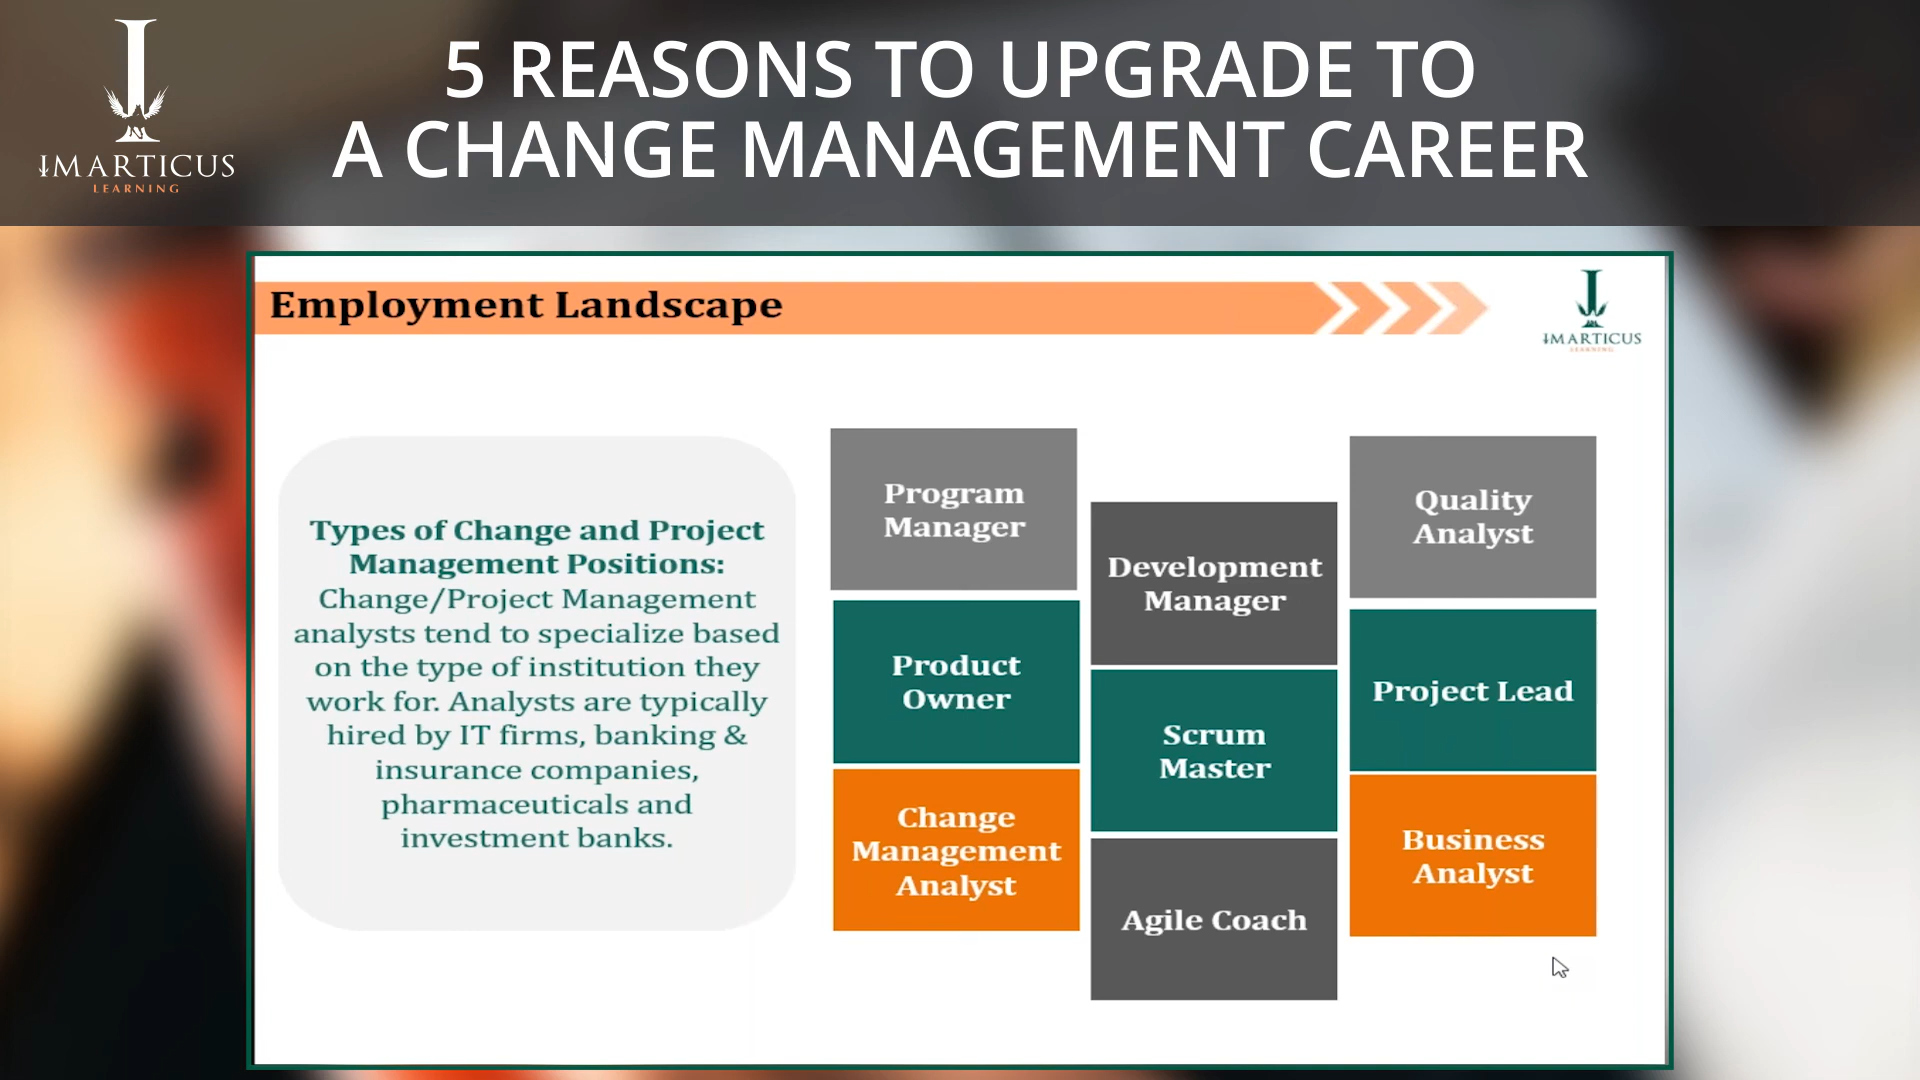 IMARTICUS
LEARNING
5 REASONS TO UPGRADE TO
A CHANGE MANAGEMENT CAREER
Employment Landscape
IMARTICUS
LEARNING
Types of Change and Project
Management Positions:
Change/Project Management
analysts tend to specialize based
on the type of institution they
work for. Analysts are typically
hired by IT firms, banking &
insurance companies,
pharmaceuticals and
investment banks.
Program
Manager
Product
Owner
Change
Management
Analyst
Development
Manager
Scrum
Master
Agile Coach
Quality
Analyst
Project Lead
Business
Analyst